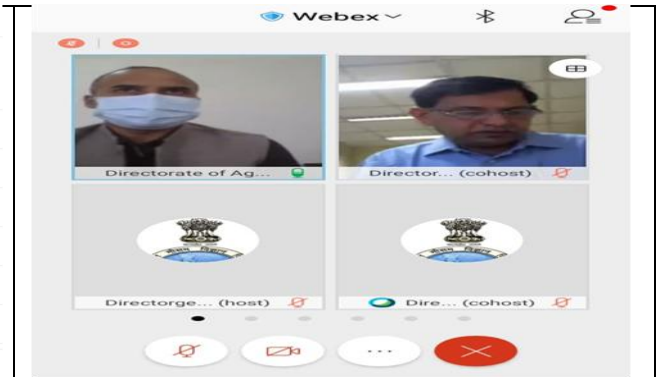 Webex
Directorate of Ag...
Director... (cohost)
Directorge... (host)
Dire... (cohost)